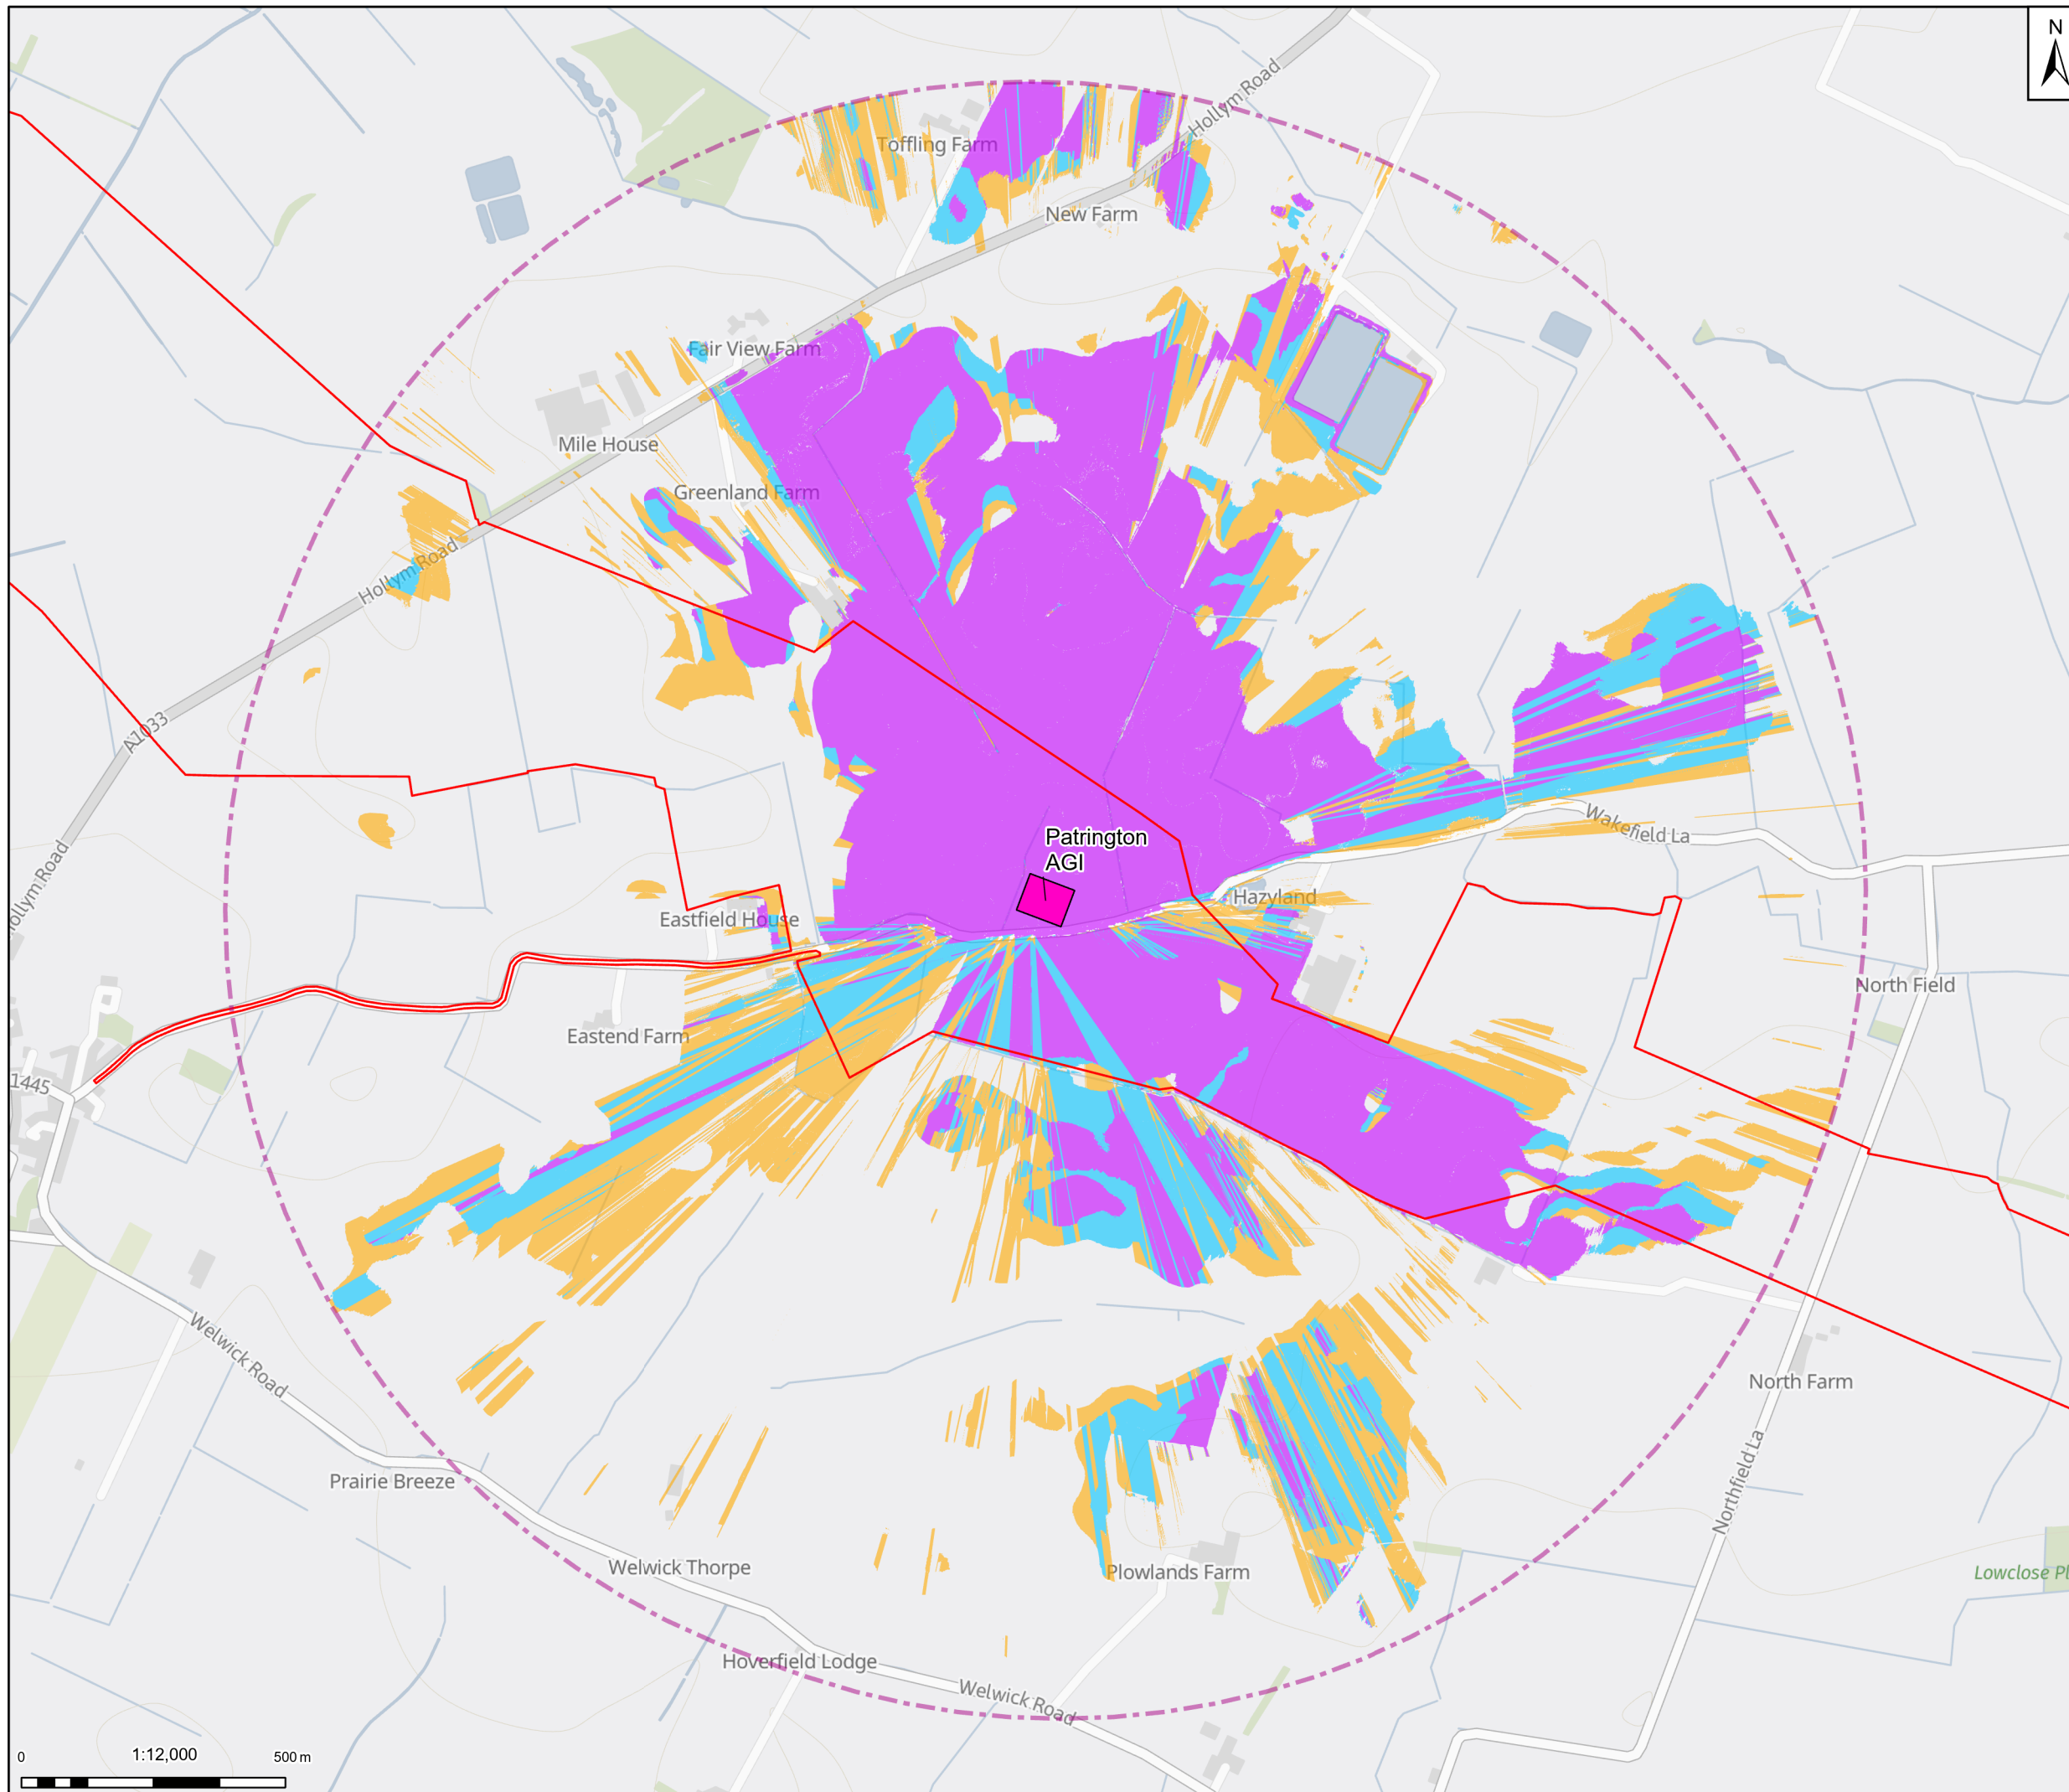 N
Hollym Road
Toffling Farm
New Farm
Fair View Farm
Mile House
Greenland Farm
Hollym Road
A1033
Wakefield La
Patrington
AGI
Hollym Road
Hazyland
Eastfield House
North Field
Eastend Farm
1445
Welwick Road
North Farm
Prairie Breeze
Northfield La
Welwick Thorpe
Plowlands Farm
Lowclose Pl
Hoverfield Lodge
Welwick Road
0 1:12,000 500 m